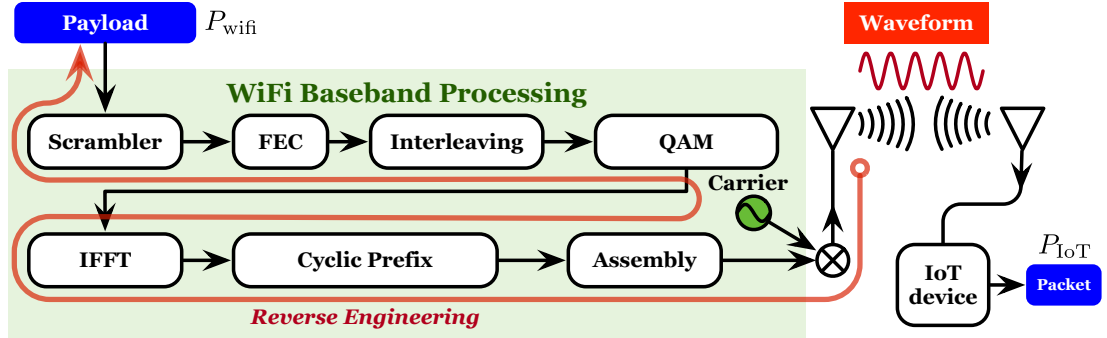 Payload
P_wifi
Waveform
WiFi Baseband Processing
Scrambler
FEC
Interleaving
QAM
Carrier
IFFT
Cyclic Prefix
Assembly
IoT
device
P_IoT
Packet
Reverse Engineering